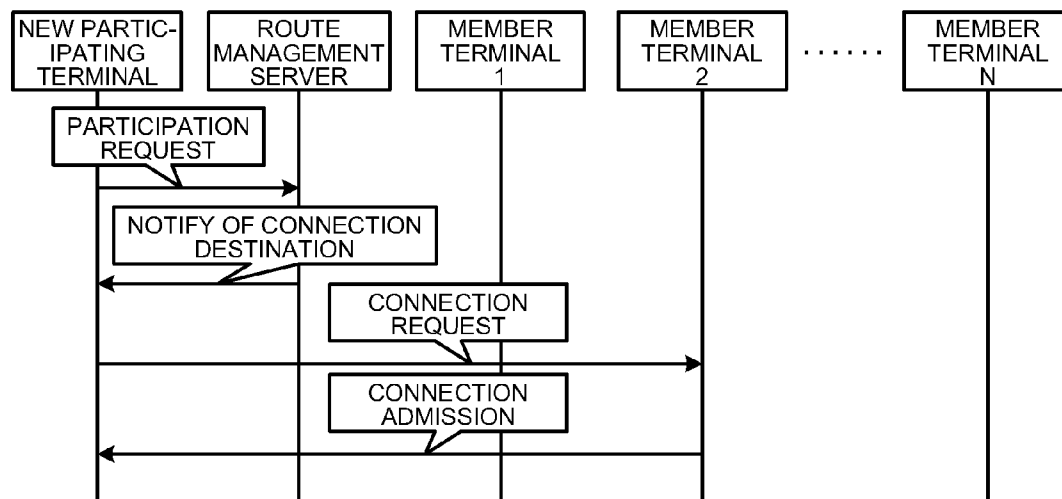 NEW PARTIC-
IPATING
TERMINAL
ROUTE
MANAGEMENT
SERVER
MEMBER
TERMINAL
1
MEMBER
TERMINAL
2
......
MEMBER
TERMINAL
N
PARTICIPATION
REQUEST
NOTIFY OF CONNECTION
DESTINATION
CONNECTION
REQUEST
CONNECTION
ADMISSION